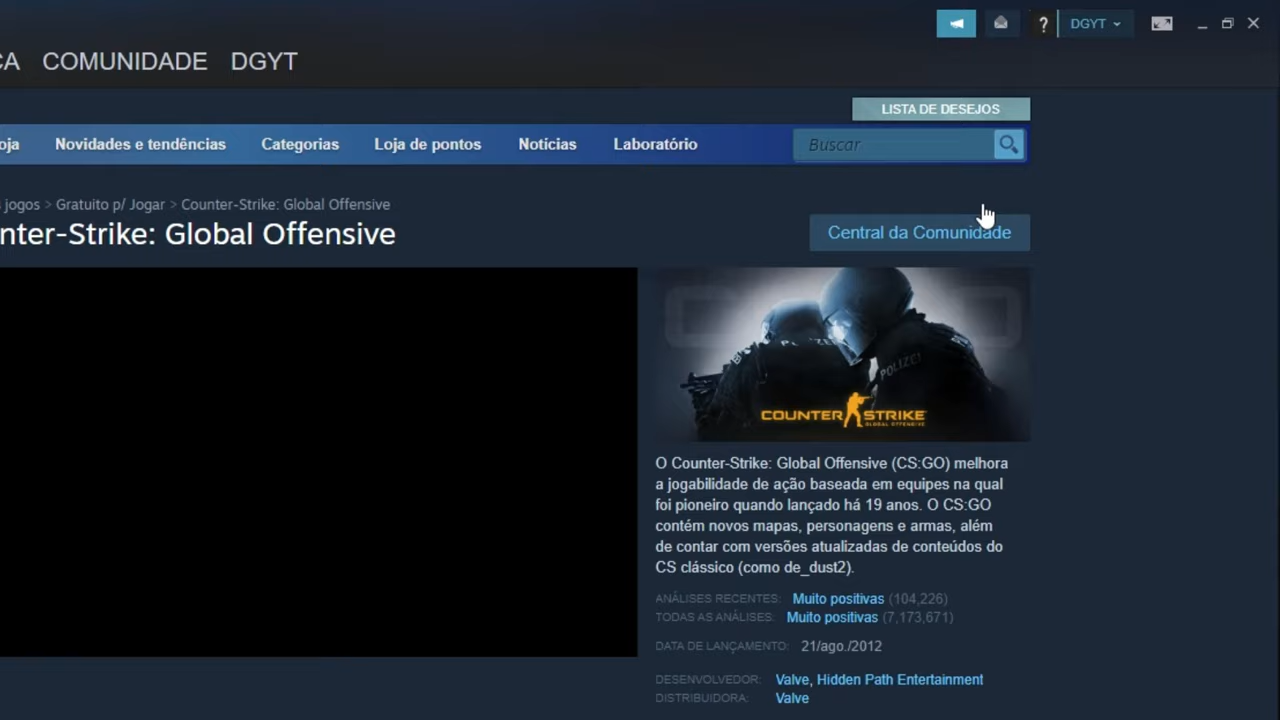 ? DGYT
CA COMUNIDADE DGYT
LISTA DE DESEJOS
oja Novidades e tendências Categorias Loja de pontos Notícias Laboratório Buscar
s jogos > Gratuito p/ Jogar > Counter-Strike: Global Offensive
nter-Strike: Global Offensive
Central da Comunidade
POLIZEI
COUNTER STRIKE
GLOBAL OFFENSIVE
O Counter-Strike: Global Offensive (CS:GO) melhora
a jogabilidade de ação baseada em equipes na qual
foi pioneiro quando lançado há 19 anos. O CS:GO
contém novos mapas, personagens e armas, além
de contar com versões atualizadas de conteúdos do
CS clássico (como de_dust2).
ANÁLISES RECENTES: Muito positivas (104,226)
TODAS AS ANÁLISES: Muito positivas (7,173,671)
DATA DE LANÇAMENTO: 21/ago./2012
DESENVOLVEDOR: Valve, Hidden Path Entertainment
DISTRIBUIDORA: Valve